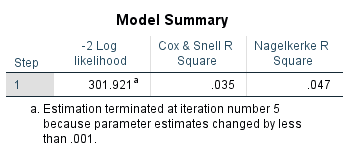 Model Summary
Step -2 Log likelihood Cox & Snell R Square Nagelkerke R Square
1 301.921a .035 .047
a. Estimation terminated at iteration number 5
because parameter estimates changed by less
than .001.